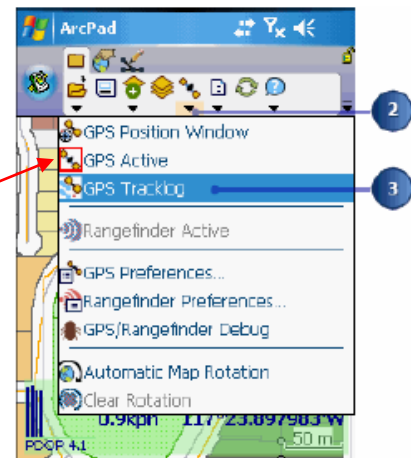 ArcPad
2
GPS Position Window
GPS Active
GPS Tracklog
3
Rangefinder Active
GPS Preferences...
Rangefinder Preferences...
GPS/Rangefinder Debug
Automatic Map Rotation
Clear Rotation
0.9kph 117°23.897983'W
PDOP 4.1
50 m